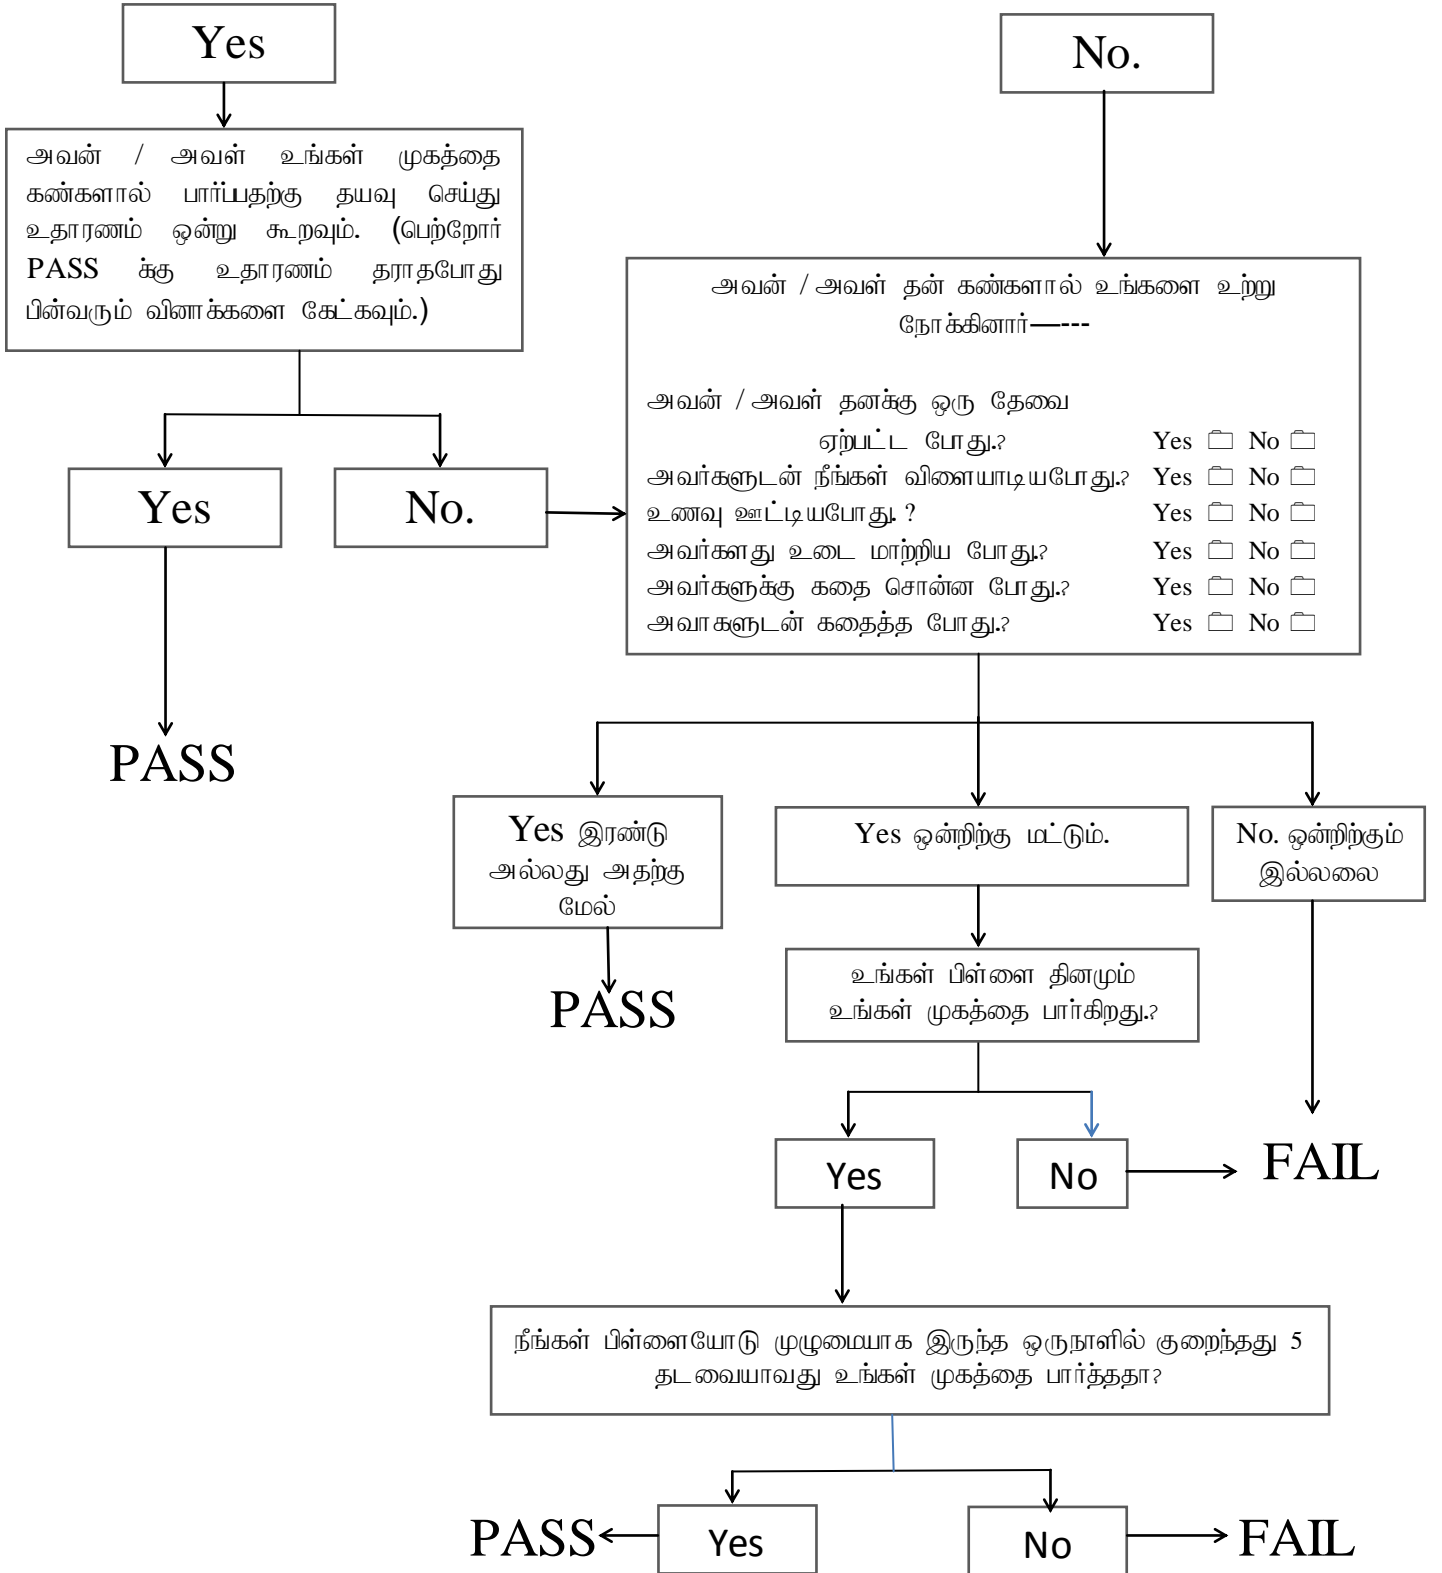 Yes
No.
அவன் / அவள் உங்கள் முகத்தை
கண்களால் பார்ப்பதற்கு தயவு செய்து
உதாரணம் ஒன்று கூறவும். (பெற்றோர்
PASS க்கு உதாரணம் தராதபோது
பின்வரும் வினாக்களை கேட்கவும்.)
அவன் / அவள் தன் கண்களால் உங்களை உற்று
நோக்கினார்—---
அவன் / அவள் தனக்கு ஒரு தேவை
ஏற்பட்ட போது.? Yes No
அவர்களுடன் நீங்கள் விளையாடியபோது.? Yes No
உணவு ஊட்டியபோது. ? Yes No
அவர்களது உடை மாற்றிய போது.? Yes No
அவர்களுக்கு கதை சொன்ன போது.? Yes No
அவாகளுடன் கதைத்த போது.? Yes No
Yes
No.
PASS
Yes இரண்டு
அல்லது அதற்கு
மேல்
Yes ஒன்றிற்கு மட்டும்.
No. ஒன்றிற்கும்
இல்லலை
PASS
உங்கள் பிள்ளை தினமும்
உங்கள் முகத்தை பார்கிறது.?
Yes
No
FAIL
நீங்கள் பிள்ளையோடு முழுமையாக இருந்த ஒருநாளில் குறைந்தது 5
தடவையாவது உங்கள் முகத்தை பார்த்ததா?
PASS
Yes
No
FAIL